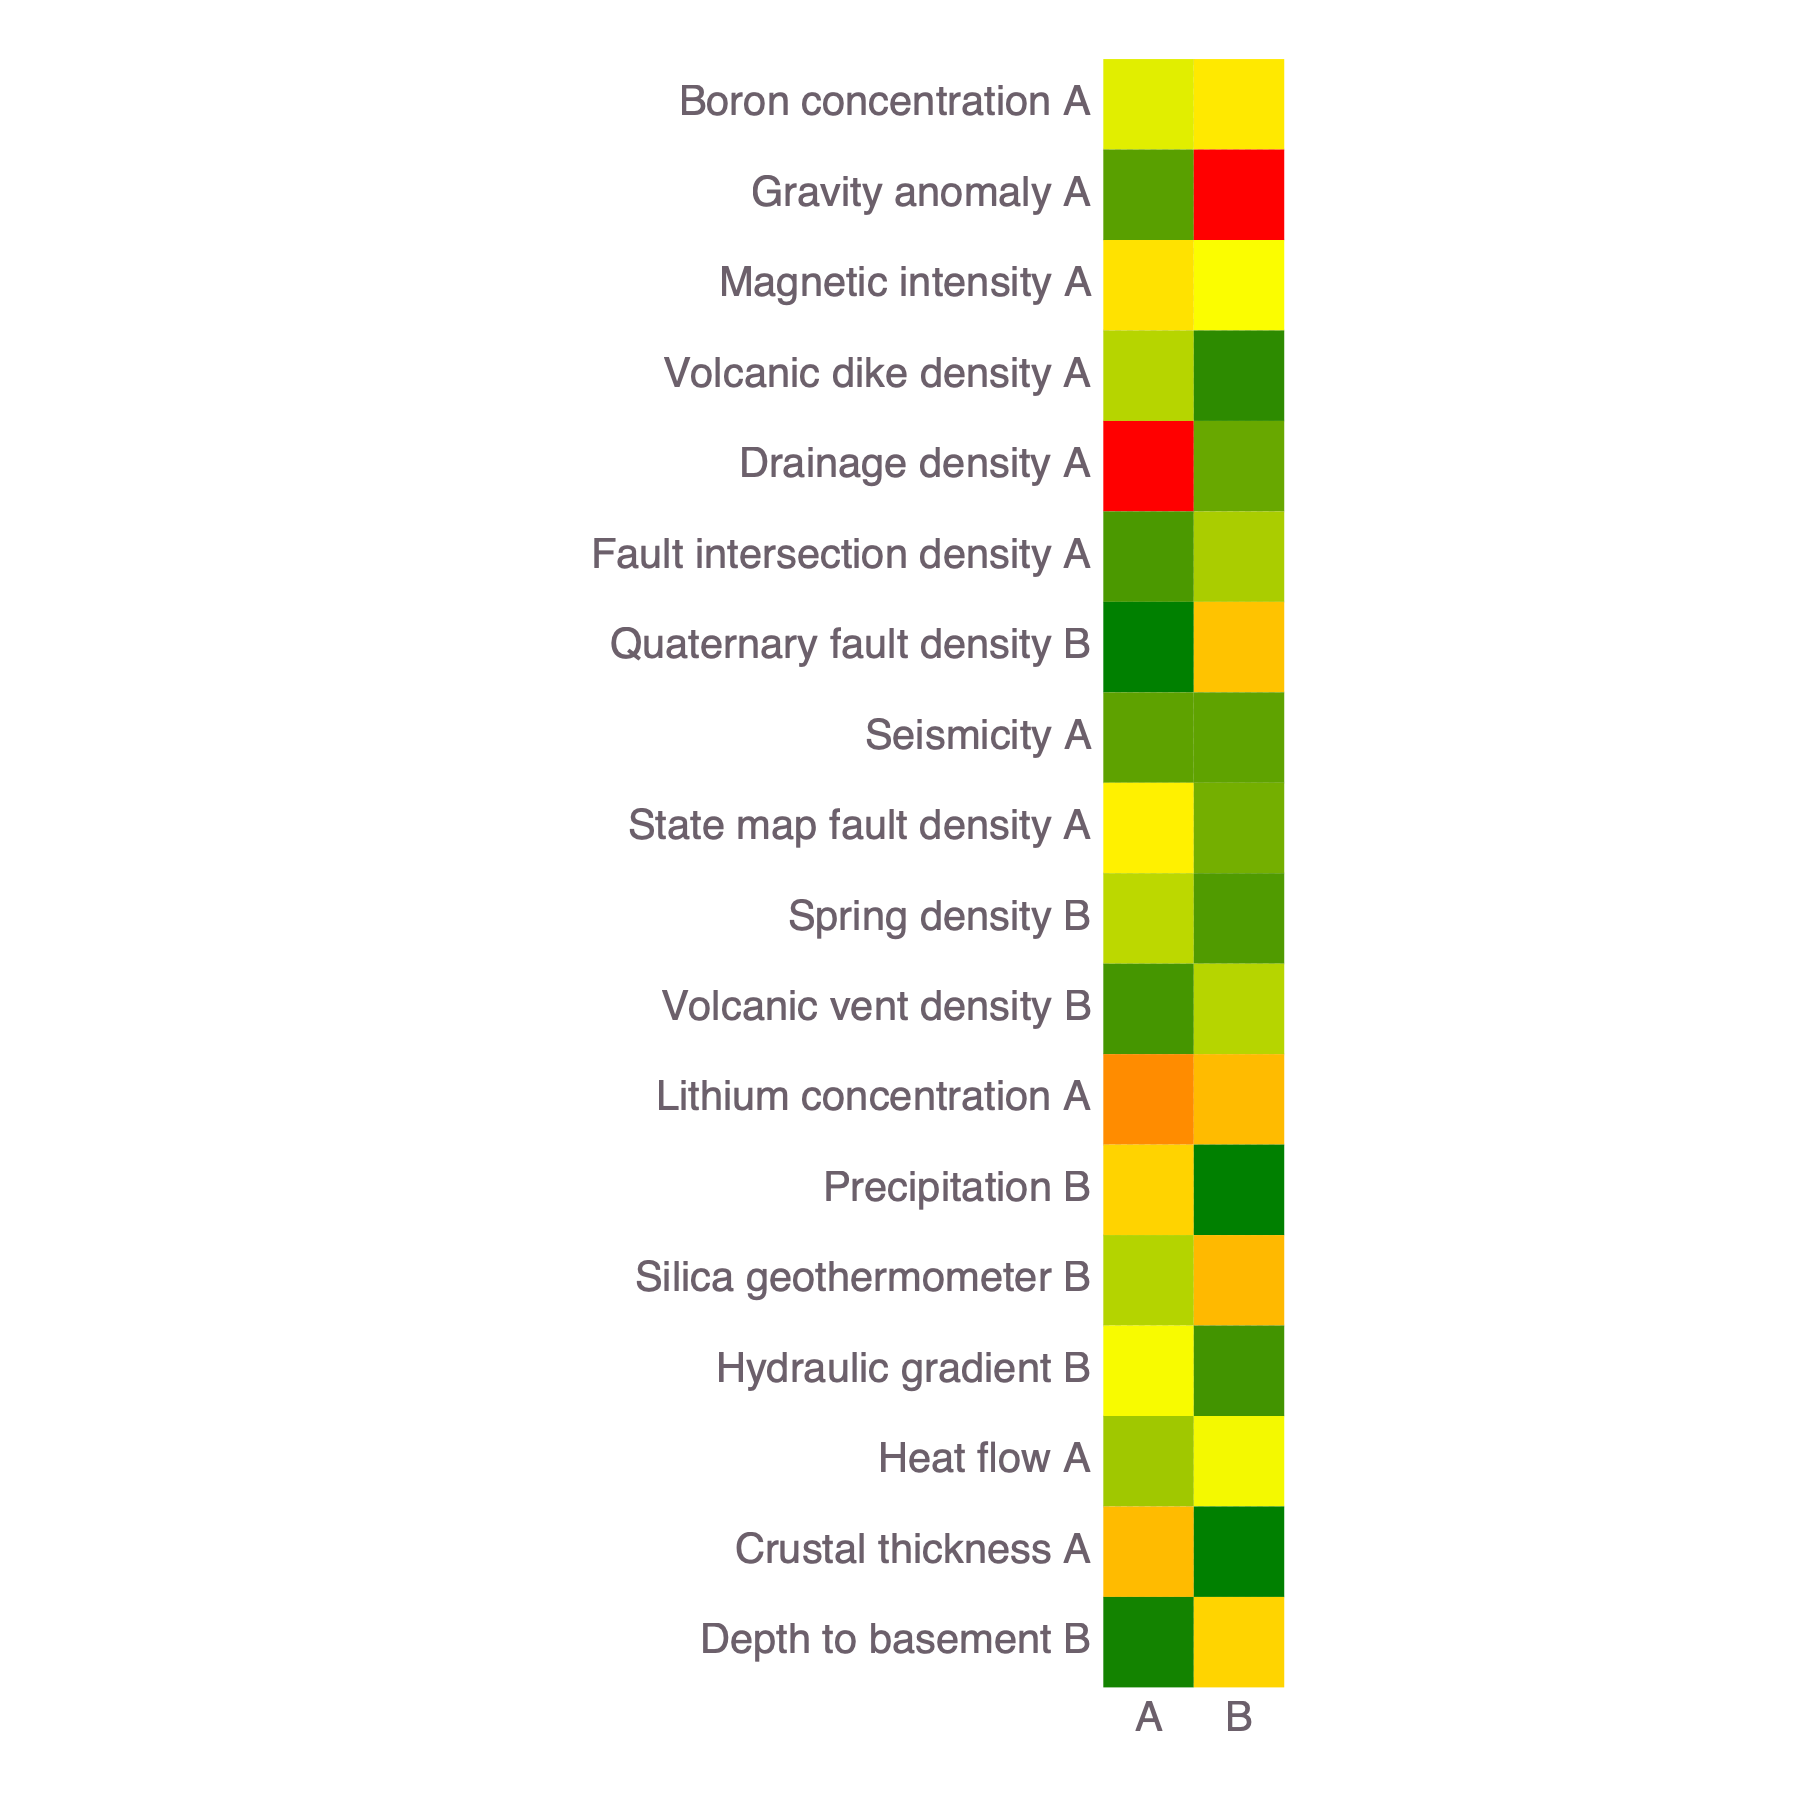 Boron concentration A
Gravity anomaly A
Magnetic intensity A
Volcanic dike density A
Drainage density A
Fault intersection density A
Quaternary fault density B
Seismicity A
State map fault density A
Spring density B
Volcanic vent density B
Lithium concentration A
Precipitation B
Silica geothermometer B
Hydraulic gradient B
Heat flow A
Crustal thickness A
Depth to basement B
A B